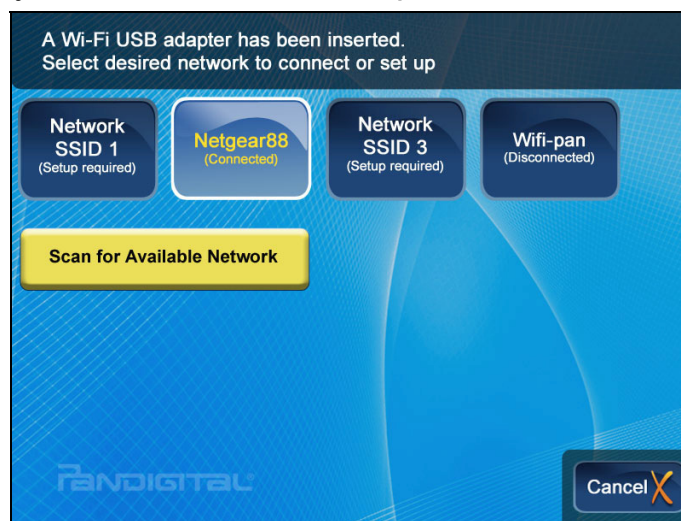 A Wi-Fi USB adapter has been inserted.
Select desired network to connect or set up
Network
SSID 1
(Setup required)
Netgear88
(Connected)
Network
SSID 3
(Setup required)
Wifi-pan
(Disconnected)
Scan for Available Network
PANDIGITAL
Cancel X